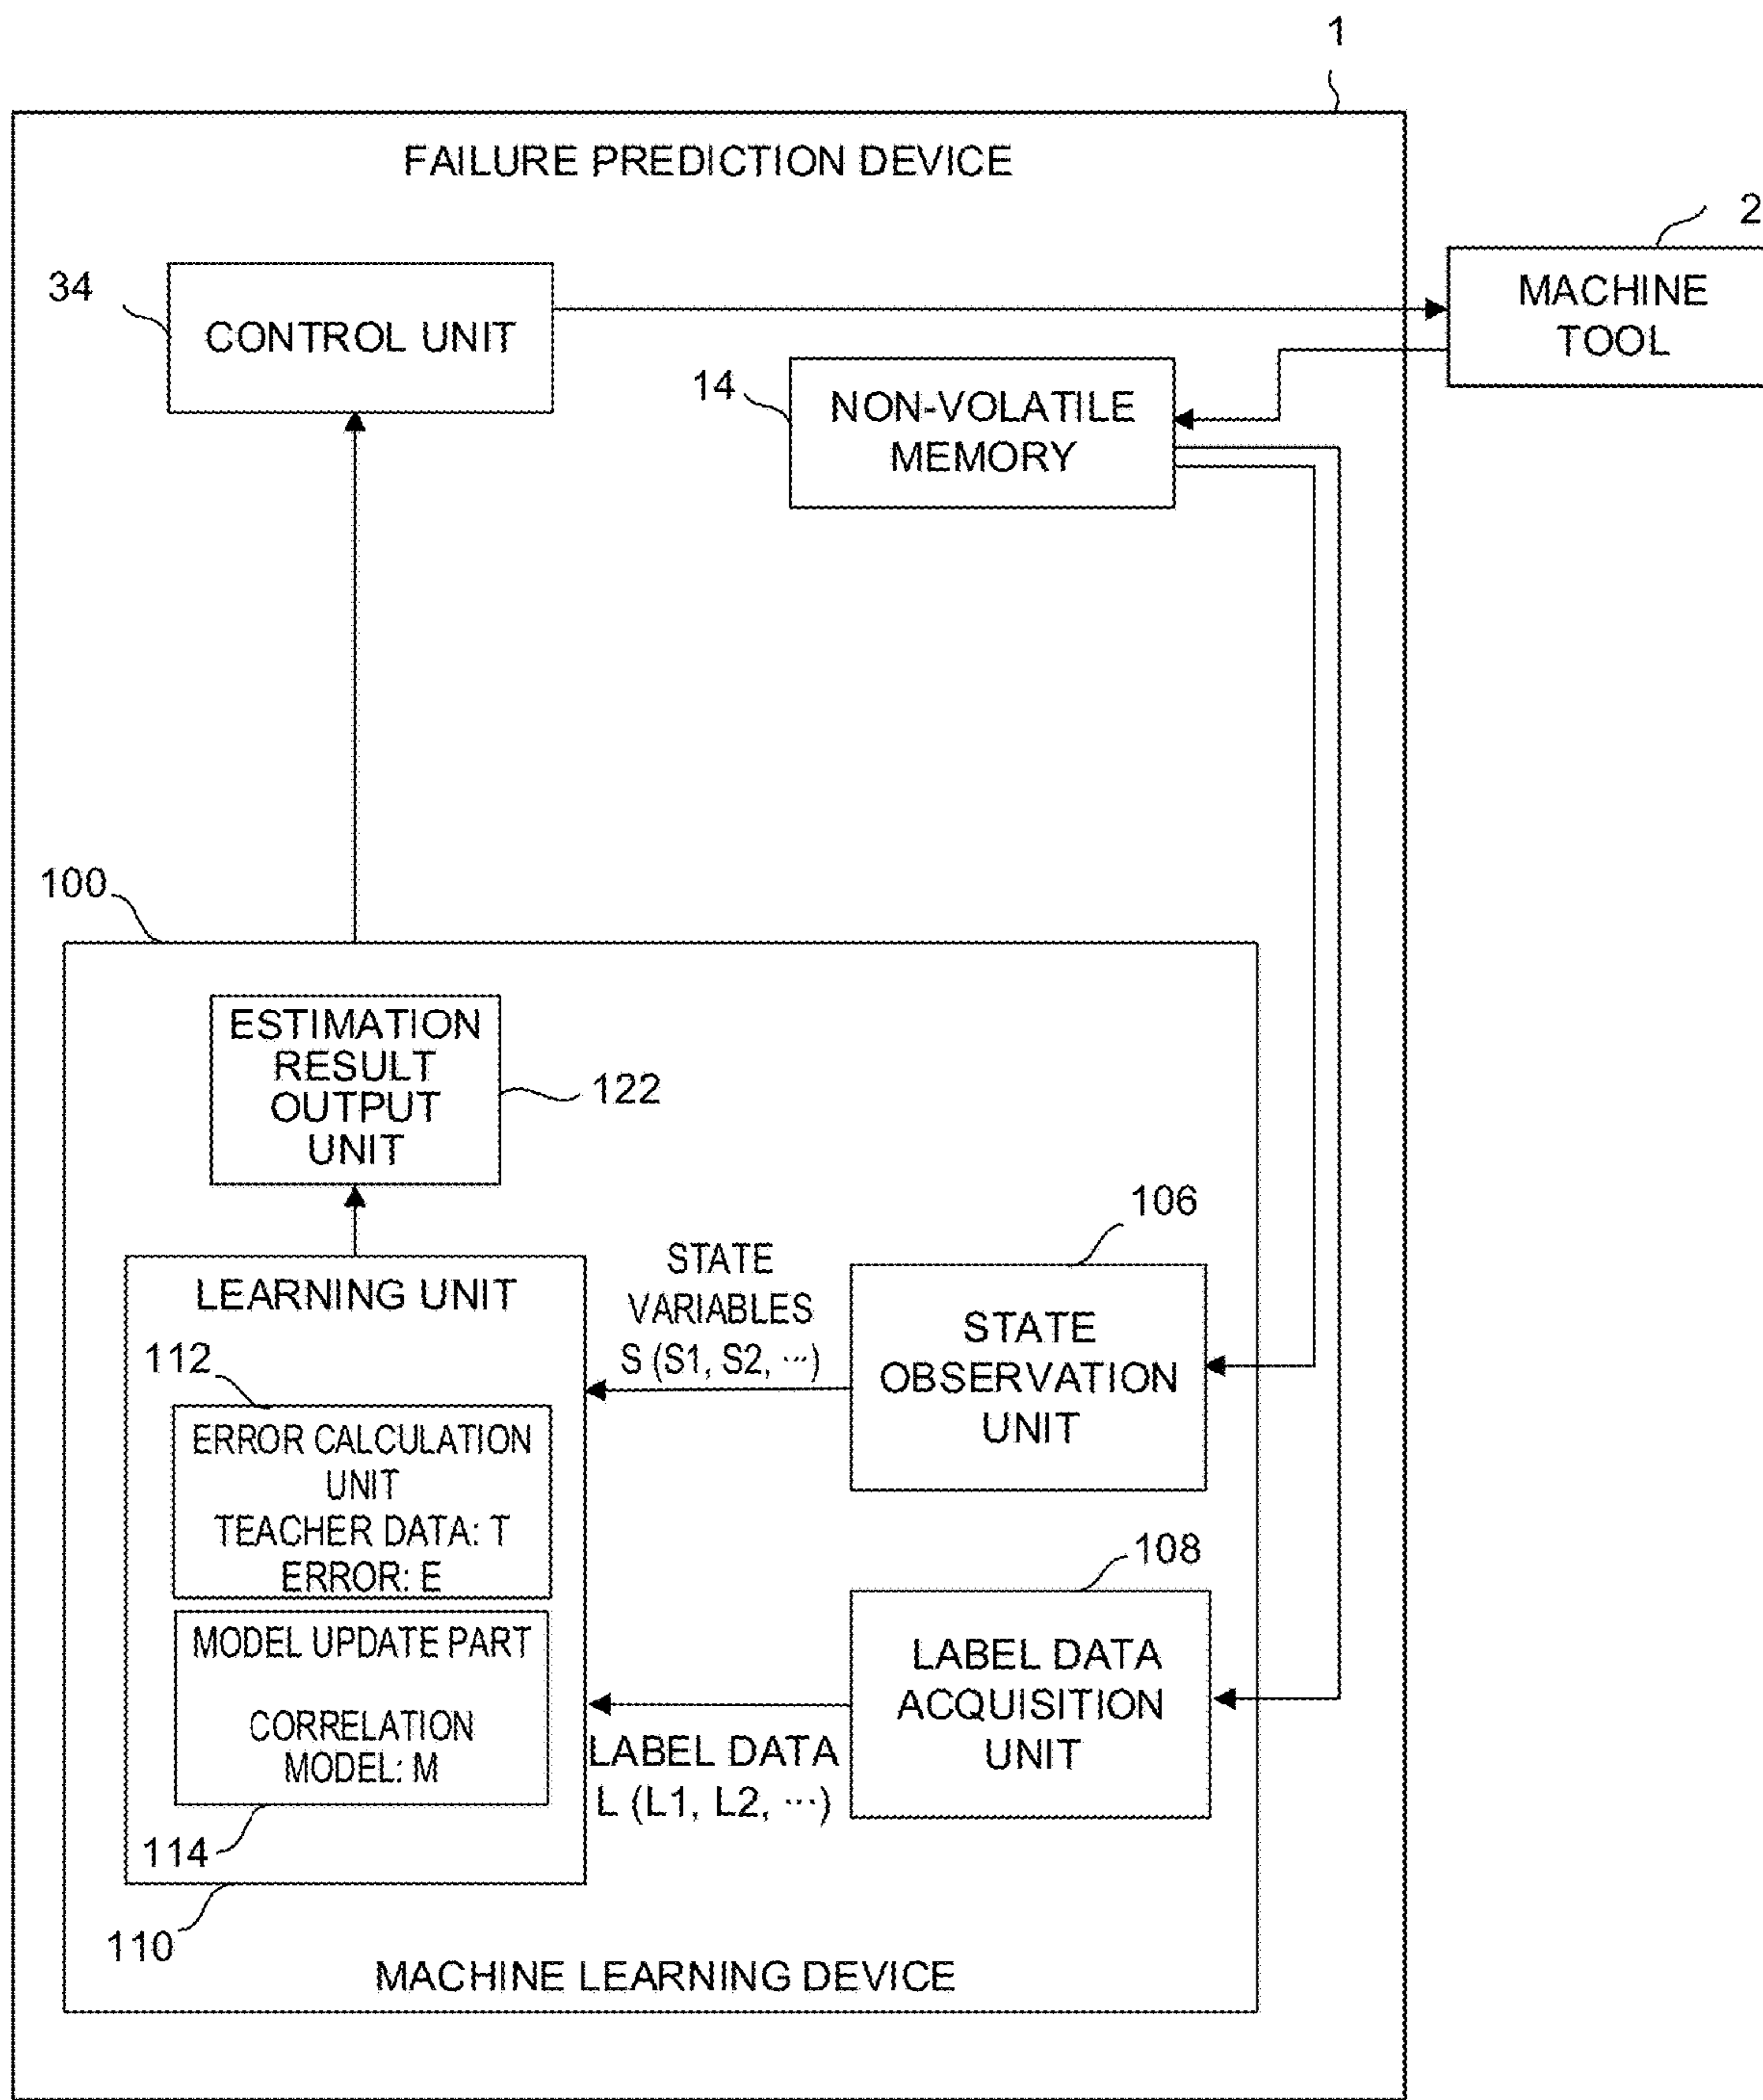 1
FAILURE PREDICTION DEVICE
2
34
CONTROL UNIT
MACHINE
TOOL
14
NON-VOLATILE
MEMORY
100
ESTIMATION
RESULT
OUTPUT
UNIT
122
106
LEARNING UNIT
STATE
VARIABLES
S (S1, S2, ···)
STATE
OBSERVATION
UNIT
112
ERROR CALCULATION
UNIT
TEACHER DATA: T
ERROR: E
108
MODEL UPDATE PART
CORRELATION
MODEL: M
LABEL DATA
ACQUISITION
UNIT
LABEL DATA
L (L1, L2, ···)
114
110
MACHINE LEARNING DEVICE